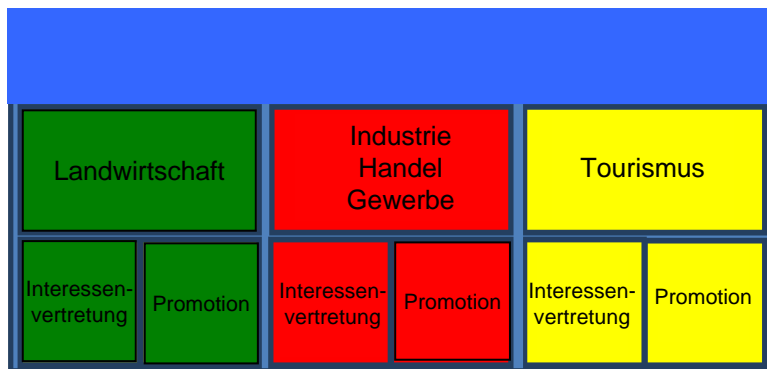 Landwirtschaft
Industrie
Handel
Gewerbe
Tourismus
Interessen-
vertretung
Promotion
Interessen-
vertretung
Promotion
Interessen-
vertretung
Promotion